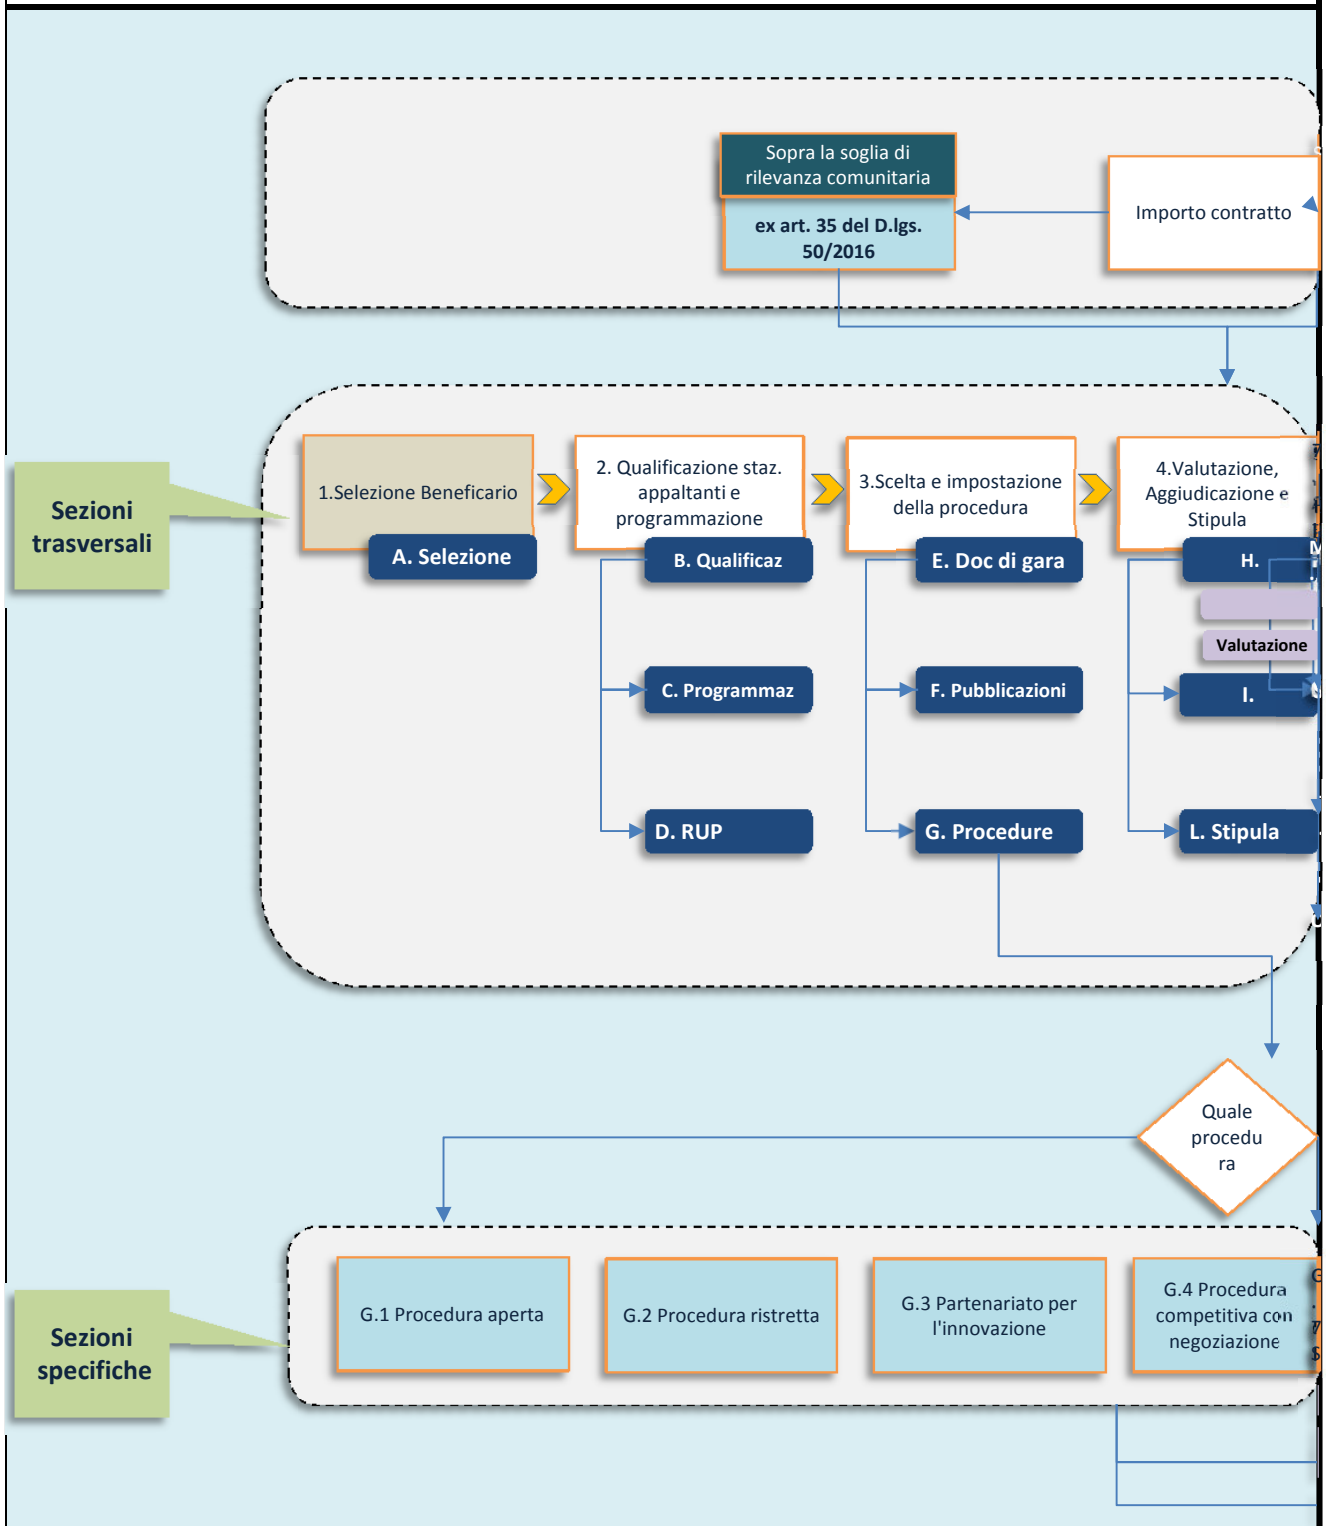 Sopra la soglia di
rilevanza comunitaria
ex art. 35 del D.lgs.
50/2016
Importo contratto
Sezioni
trasversali
1.Selezione Beneficario
A. Selezione
2. Qualificazione staz.
appaltanti e
programmazione
B. Qualificaz
C. Programmaz
D. RUP
3.Scelta e impostazione
della procedura
E. Doc di gara
F. Pubblicazioni
G. Procedure
4.Valutazione,
Aggiudicazione e
Stipula
H.
Valutazione
I.
L. Stipula
Quale
procedu
ra
Sezioni
specifiche
G.1 Procedura aperta
G.2 Procedura ristretta
G.3 Partenariato per
l'innovazione
G.4 Procedura
competitiva con
negoziazione